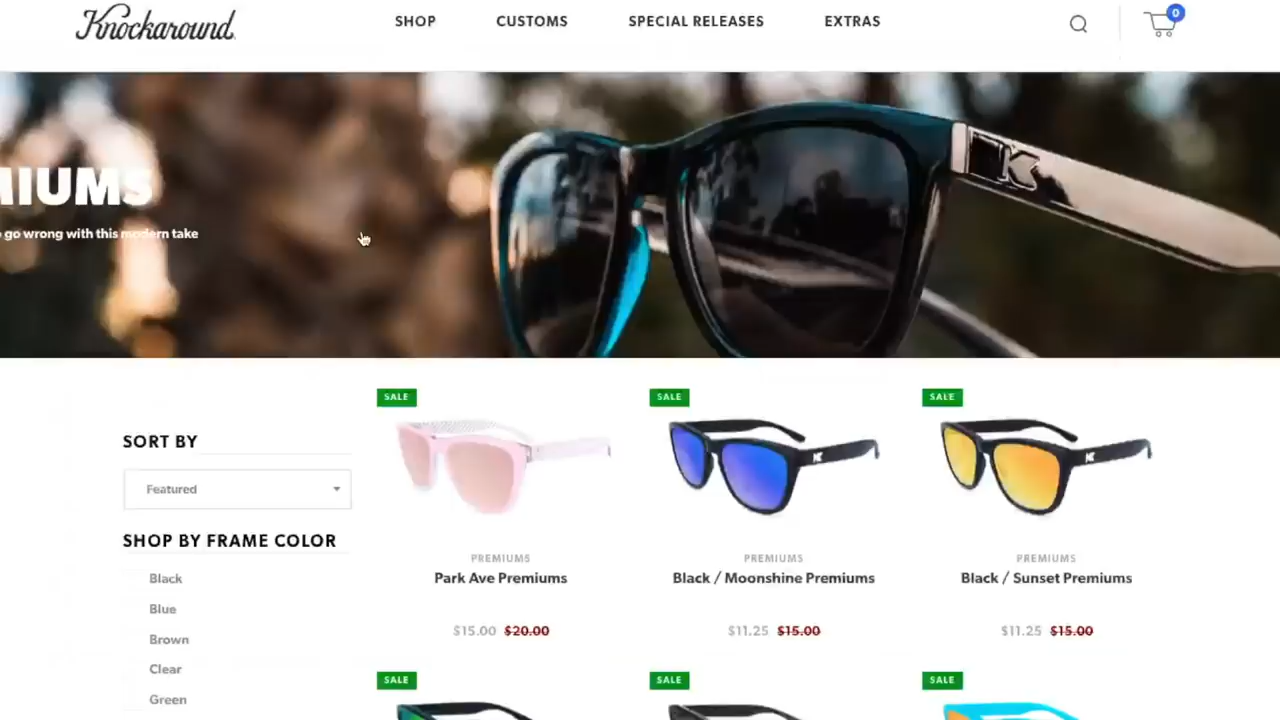 Knockaround.
SHOP
CUSTOMS
SPECIAL RELEASES
EXTRAS
0
MIUMS
go wrong with this modern take
K
SORT BY
Featured
SHOP BY FRAME COLOR
Black
Blue
Brown
Clear
Green
SALE
SALE
SALE
PREMIUMS
Park Ave Premiums
$15.00 $20.00
PREMIUMS
Black / Moonshine Premiums
$11.25 $15.00
PREMIUMS
Black / Sunset Premiums
$11.25 $15.00
SALE
SALE
SALE